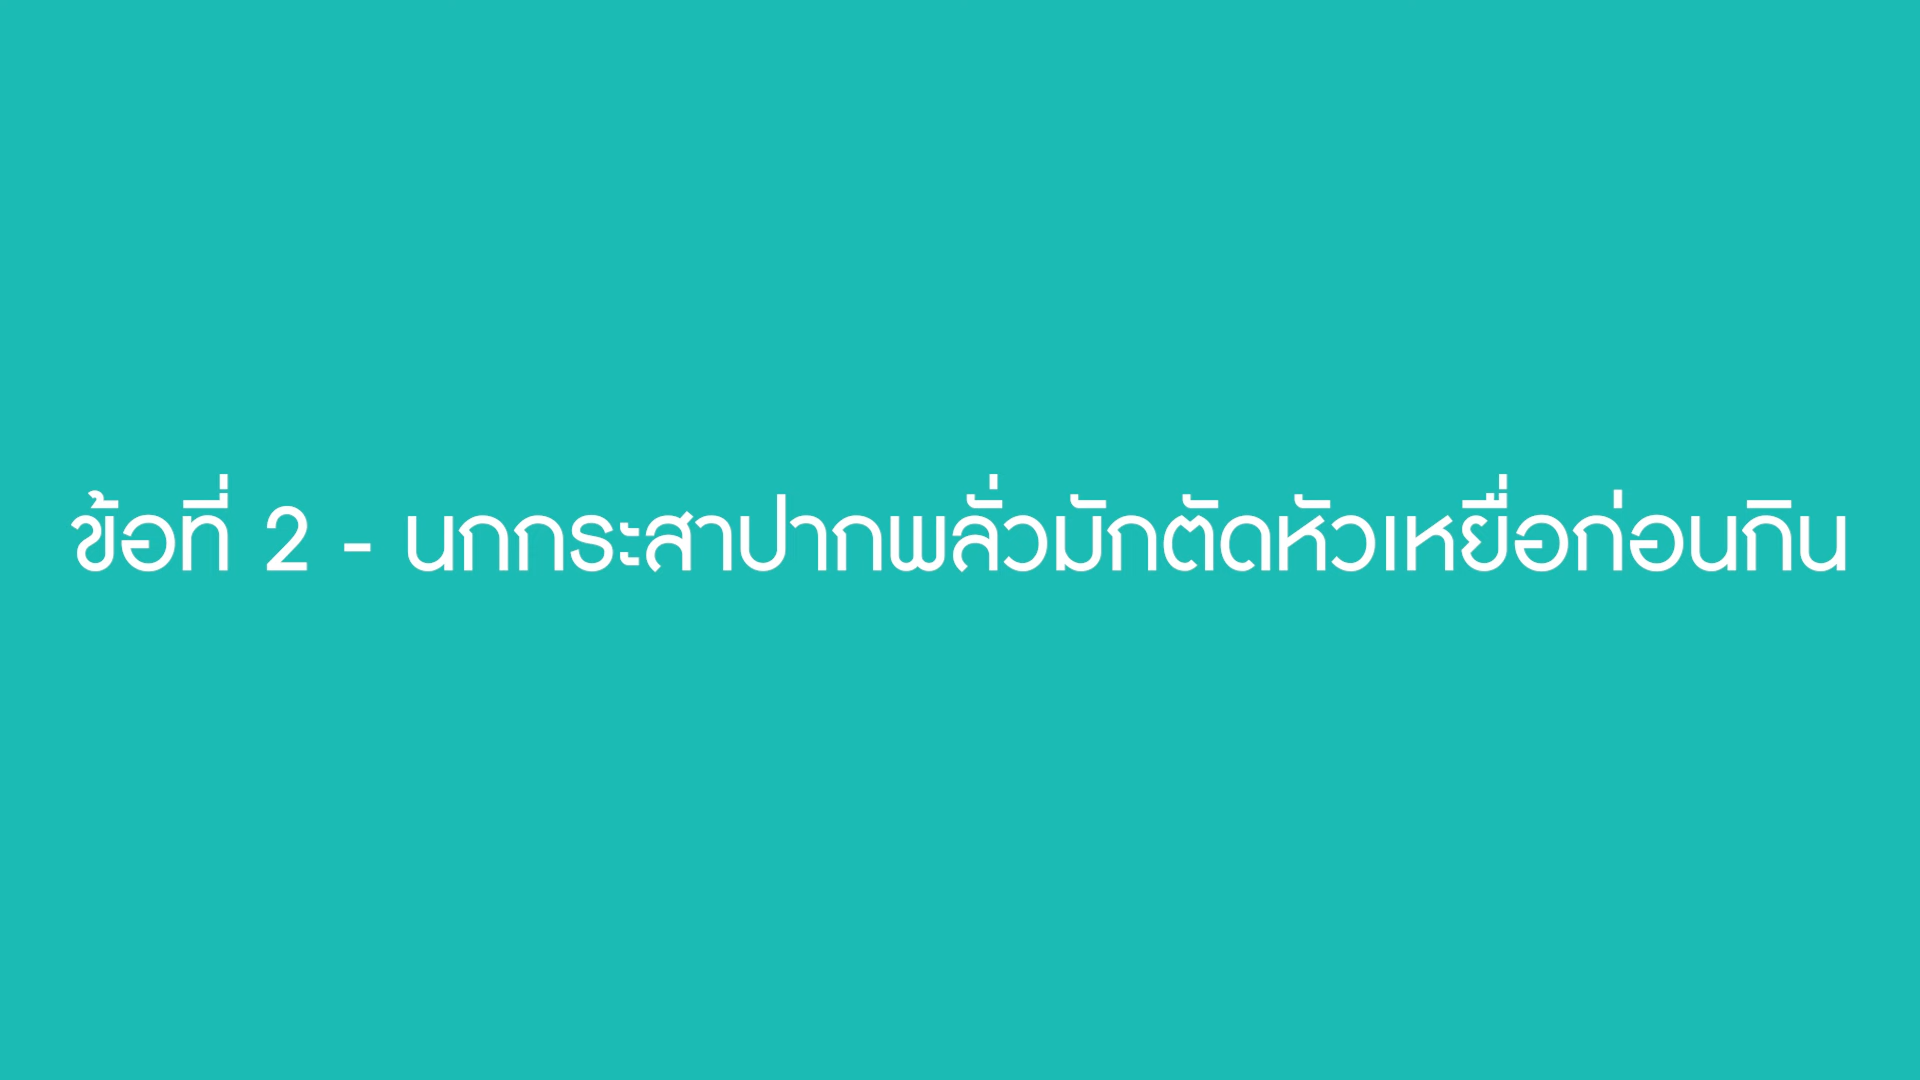 ข้อที่ 2 - นกกระสาปากพลั่วมักตัดหัวเหยื่อก่อนกิน